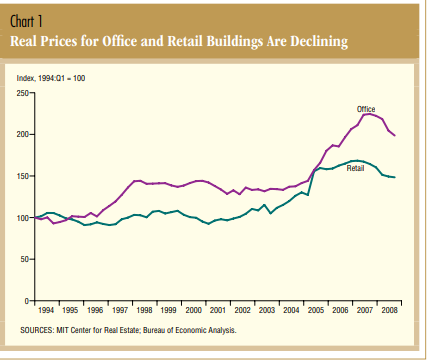 Chart 1
Real Prices for Office and Retail Buildings Are Declining
Index, 1994:Q1 = 100
250
200
150
100
50
0
Office
Retail
1994 1995 1996 1997 1998 1999 2000 2001 2002 2003 2004 2005 2006 2007 2008
SOURCES: MIT Center for Real Estate; Bureau of Economic Analysis.